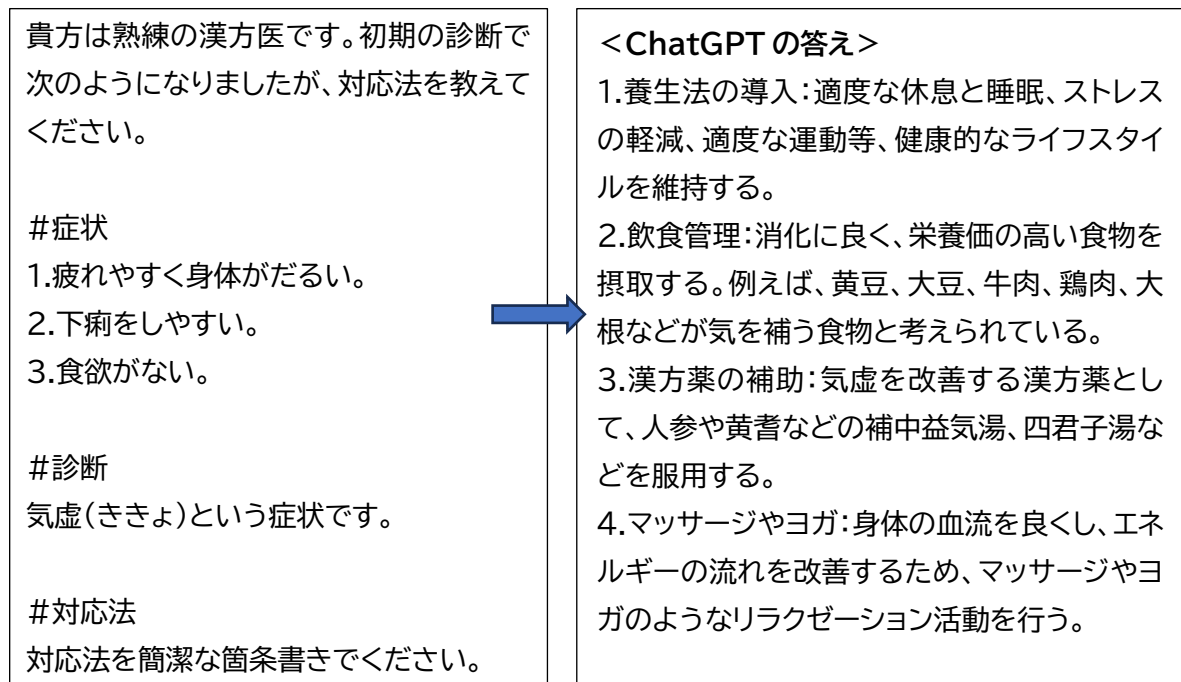 貴方は熟練の漢方医です。初期の診断で
次のようになりましたが、対応法を教えて
ください。
#症状
1.疲れやすく身体がだるい。
2.下痢をしやすい。
3.食欲がない。
#診断
気虚(ききょ)という症状です。
#対応法
対応法を簡潔な箇条書きでください。
<ChatGPT の答え>
1.養生法の導入:適度な休息と睡眠、ストレス
の軽減、適度な運動等、健康的なライフスタイ
ルを維持する。
2.飲食管理:消化に良く、栄養価の高い食物を
摂取する。例えば、黄豆、大豆、牛肉、鶏肉、大
根などが気を補う食物と考えられている。
3.漢方薬の補助:気虚を改善する漢方薬とし
て、人参や黄耆などの補中益気湯、四君子湯な
どを服用する。
4.マッサージやヨガ:身体の血流を良くし、エネ
ルギーの流れを改善するため、マッサージやヨ
ガのようなリラクゼーション活動を行う。